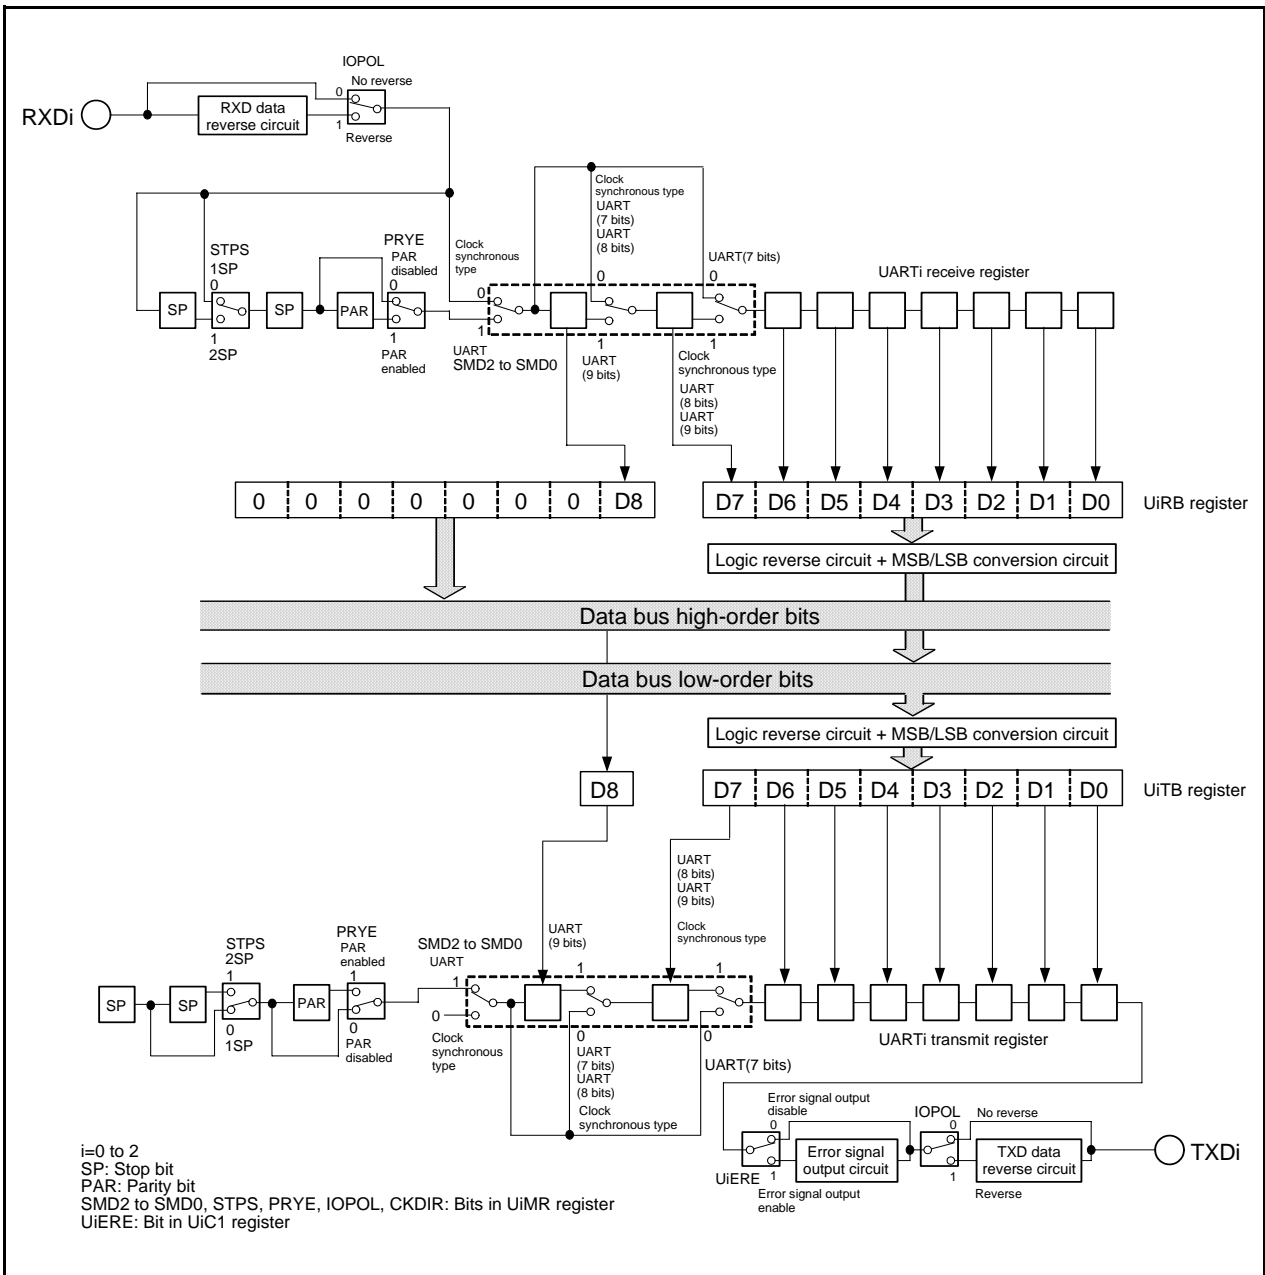 IOPOL
No reverse
0
RXDi
RXD data
reverse circuit
1
Reverse
Clock
synchronous type
UART
(7 bits)
UART
(8 bits)
STPS
1SP
0
PRYE
PAR
disabled
0
Clock
synchronous
type
0
0
UART(7 bits)
0
UARTi receive register
SP
SP
PAR
1
2SP
1
PAR
enabled
1
UART
SMD2 to SMD0
1
UART
(9 bits)
1
Clock
synchronous type
UART
(8 bits)
UART
(9 bits)
0 0 0 0 0 0 0 D8
D7 D6 D5 D4 D3 D2 D1 D0
UiRB register
Logic reverse circuit + MSB/LSB conversion circuit
Data bus high-order bits
Data bus low-order bits
Logic reverse circuit + MSB/LSB conversion circuit
D8
D7 D6 D5 D4 D3 D2 D1 D0
UiTB register
UART
(8 bits)
UART
(9 bits)
Clock
synchronous type
UART
(9 bits)
STPS
2SP
1
PRYE
PAR
enabled
1
SMD2 to SMD0
UART
1
1
1
SP
SP
PAR
0
1SP
0
PAR
disabled
0
Clock
synchronous
type
0
UART
(7 bits)
UART
(8 bits)
Clock
synchronous type
0
UART(7 bits)
UARTi transmit register
Error signal output
disable
0
IOPOL
0
No reverse
UiERE
1
Error signal
output circuit
Error signal output
enable
1
TXD data
reverse circuit
Reverse
TXDi
i=0 to 2
SP: Stop bit
PAR: Parity bit
SMD2 to SMD0, STPS, PRYE, IOPOL, CKDIR: Bits in UiMR register
UiERE: Bit in UiC1 register